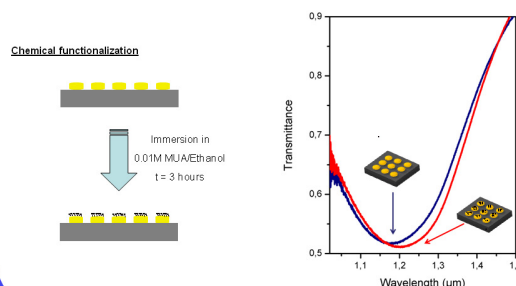 Chemical functionalization
Immersion in
0.01M MUA/Ethanol
t = 3 hours
Transmittance
0,9
0,8
0,7
0,6
0,5
1,1
1,2
1,3
1,4
Wavelength (um)